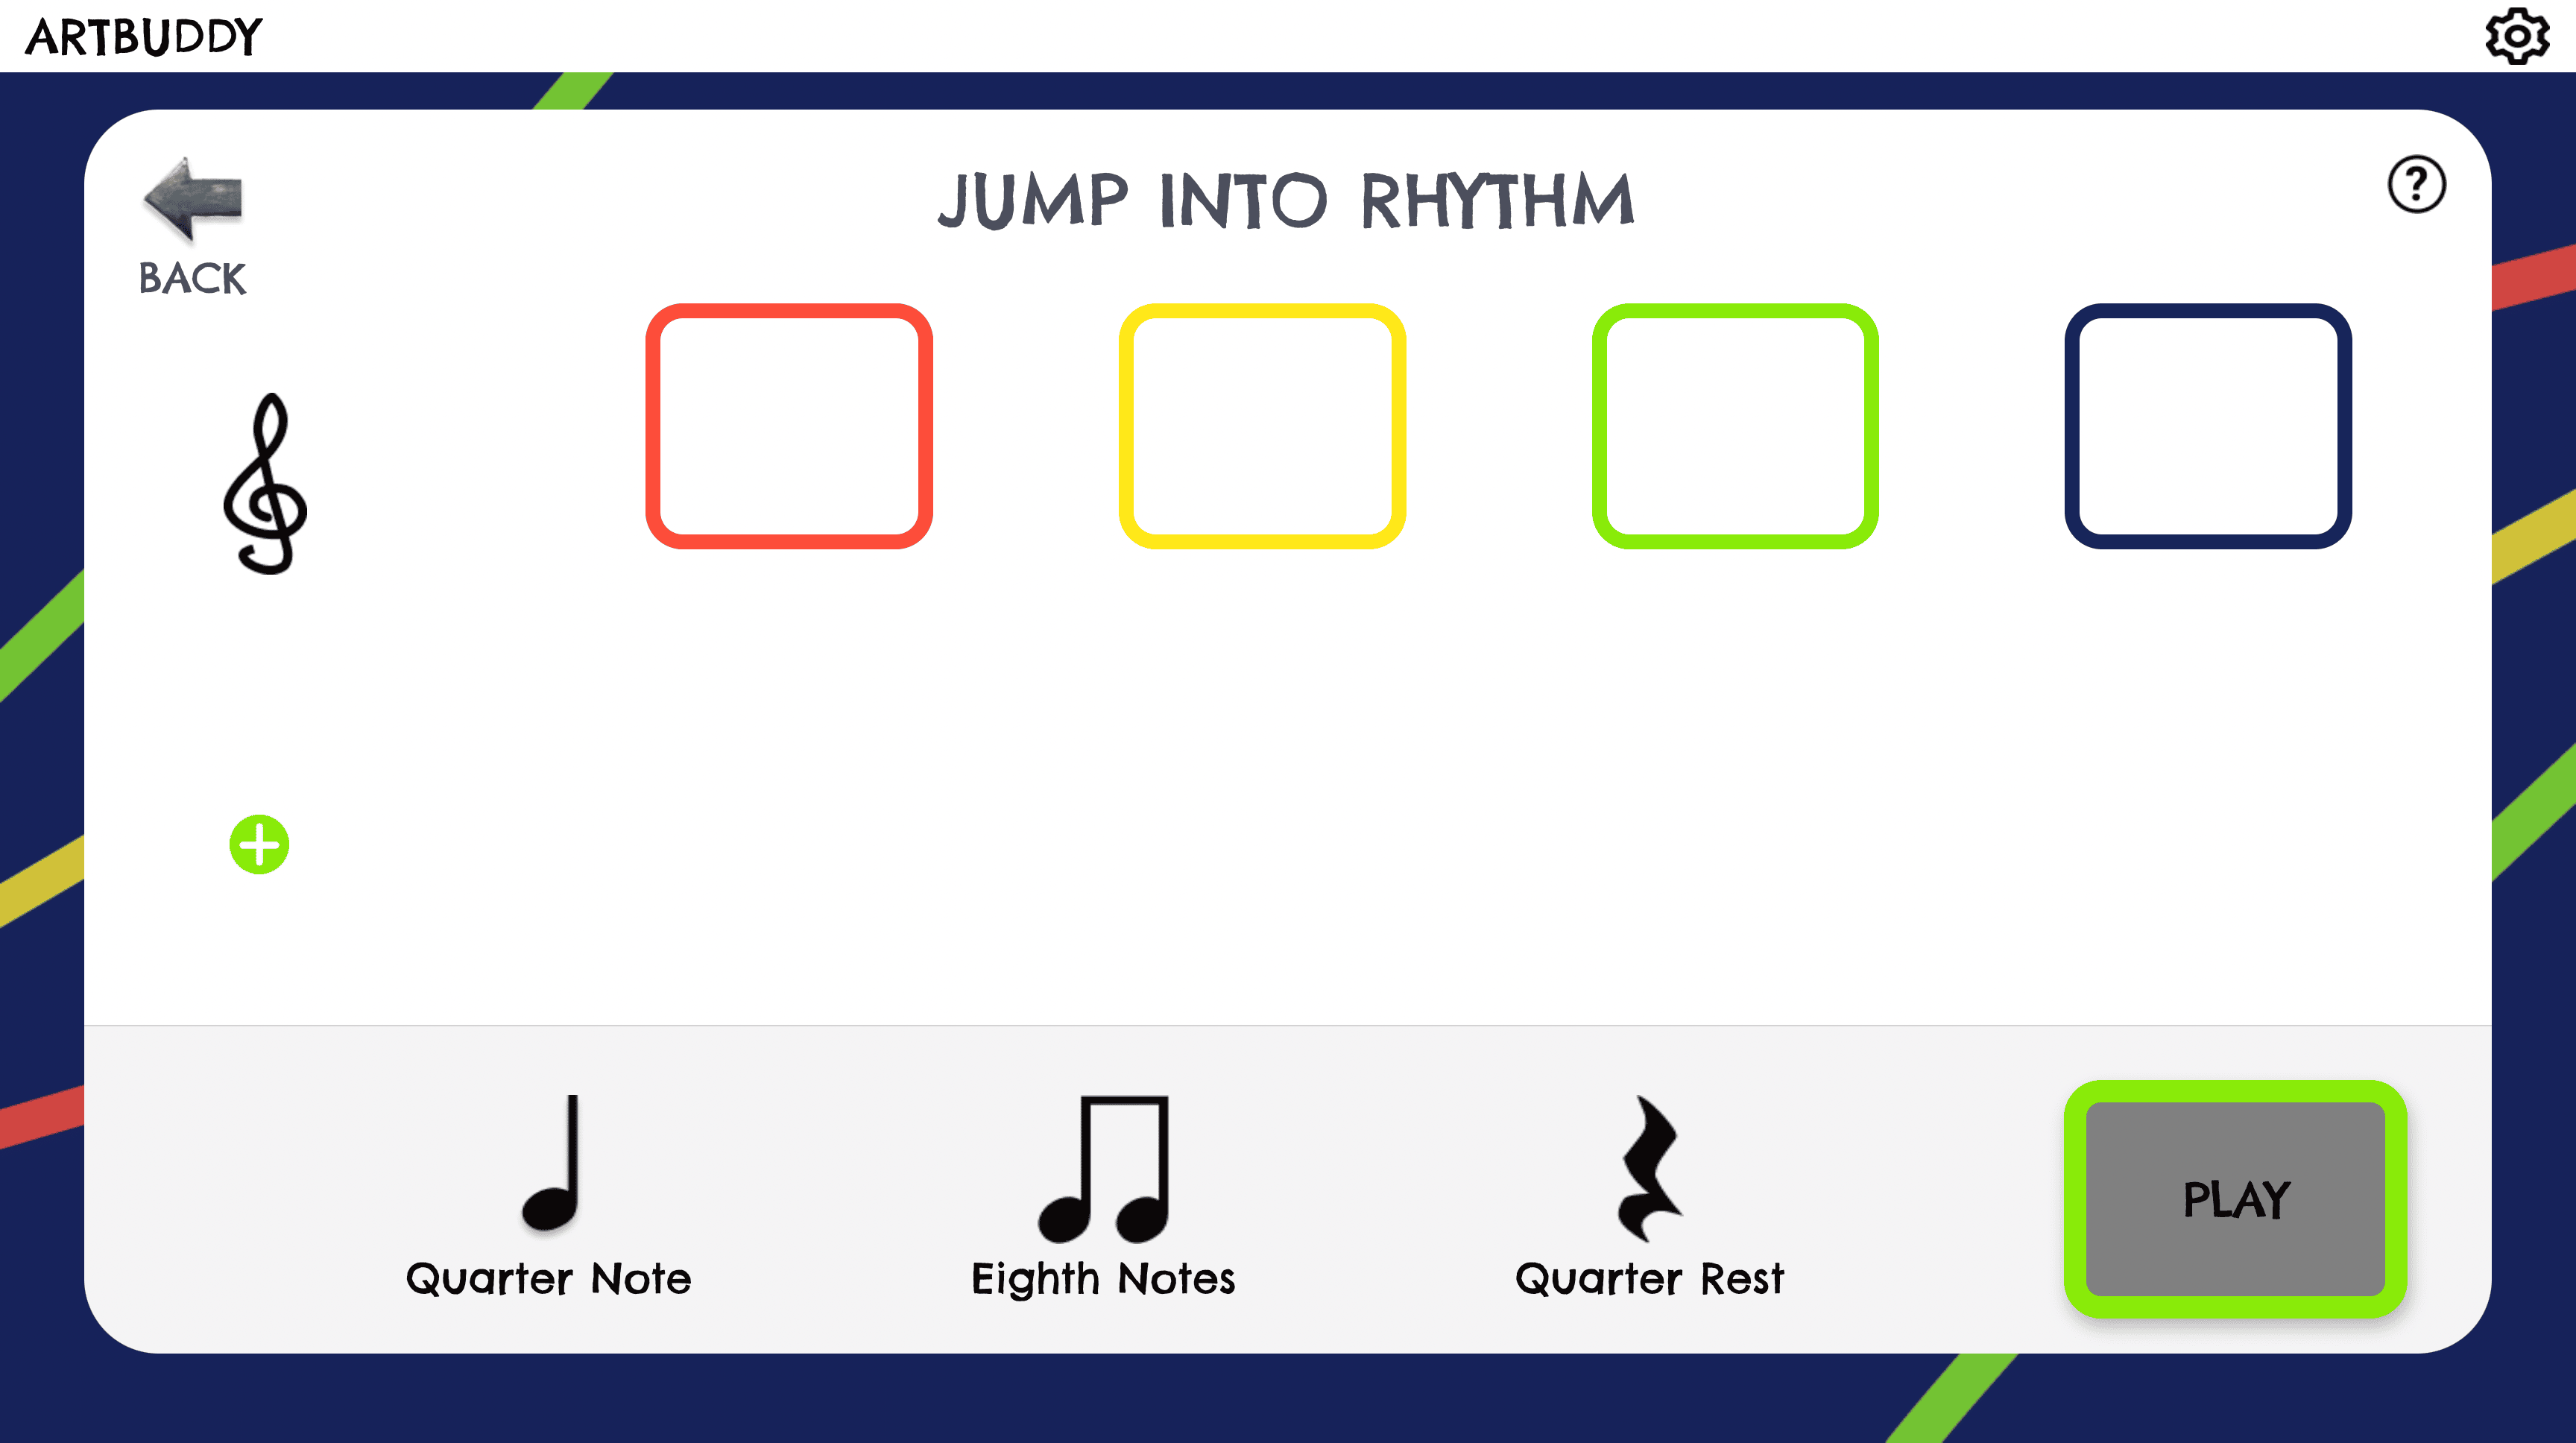 ARTBUDDY
JUMP INTO RHYTHM
?
BACK
Quarter Note
Eighth Notes
Quarter Rest
PLAY